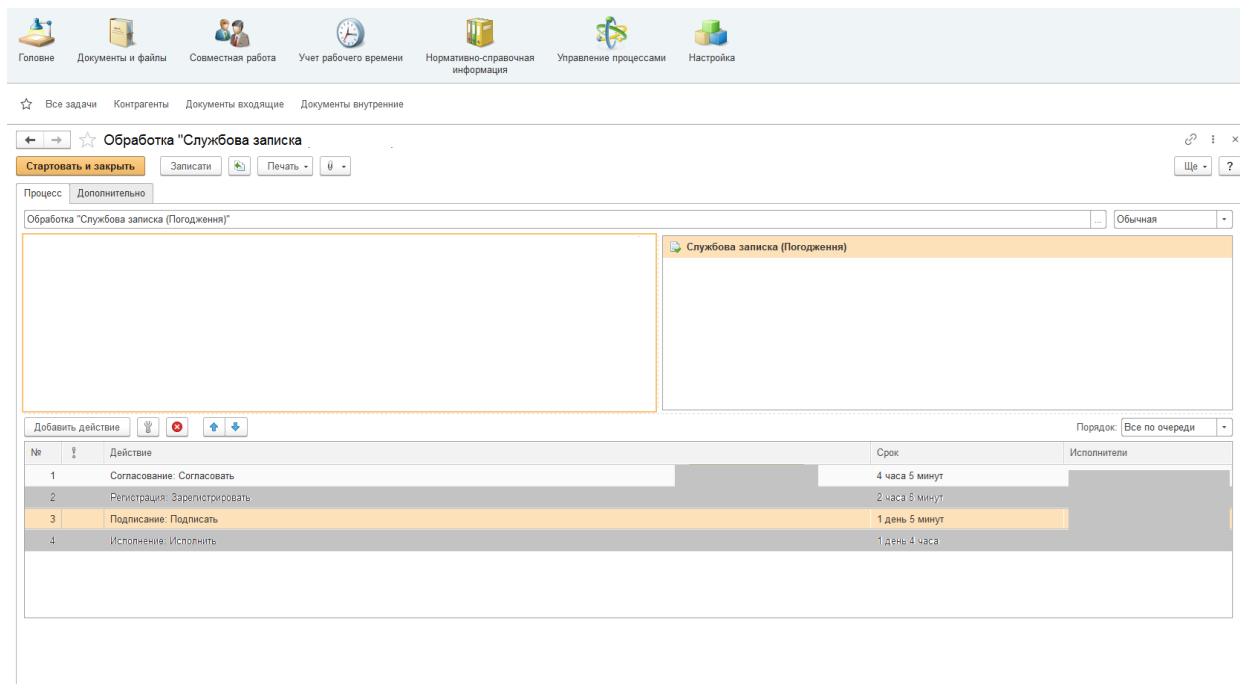 Головне Документы и файлы Совместная работа Учет рабочего времени Нормативно-справочная информация Управление процессами Настройка
Все задачи Контрагенты Документы входящие Документы внутренние
Обработка "Службова записка
Стартовать и закрыть Записати Печать Ще ?
Процесс Дополнительно
Обработка "Службова записка (Погодження)" ... Обычная
Службова записка (Погодження)
Добавить действие Порядок: Все по очереди
№ Действие Срок Исполнители
1 Согласование: Согласовать 4 часа 5 минут
2 Регистрация: Зарегистрировать 2 часа 6 минут
3 Подписание: Подписать 1 день 5 минут
4 Исполнение: Исполнить 1 день 4 часа